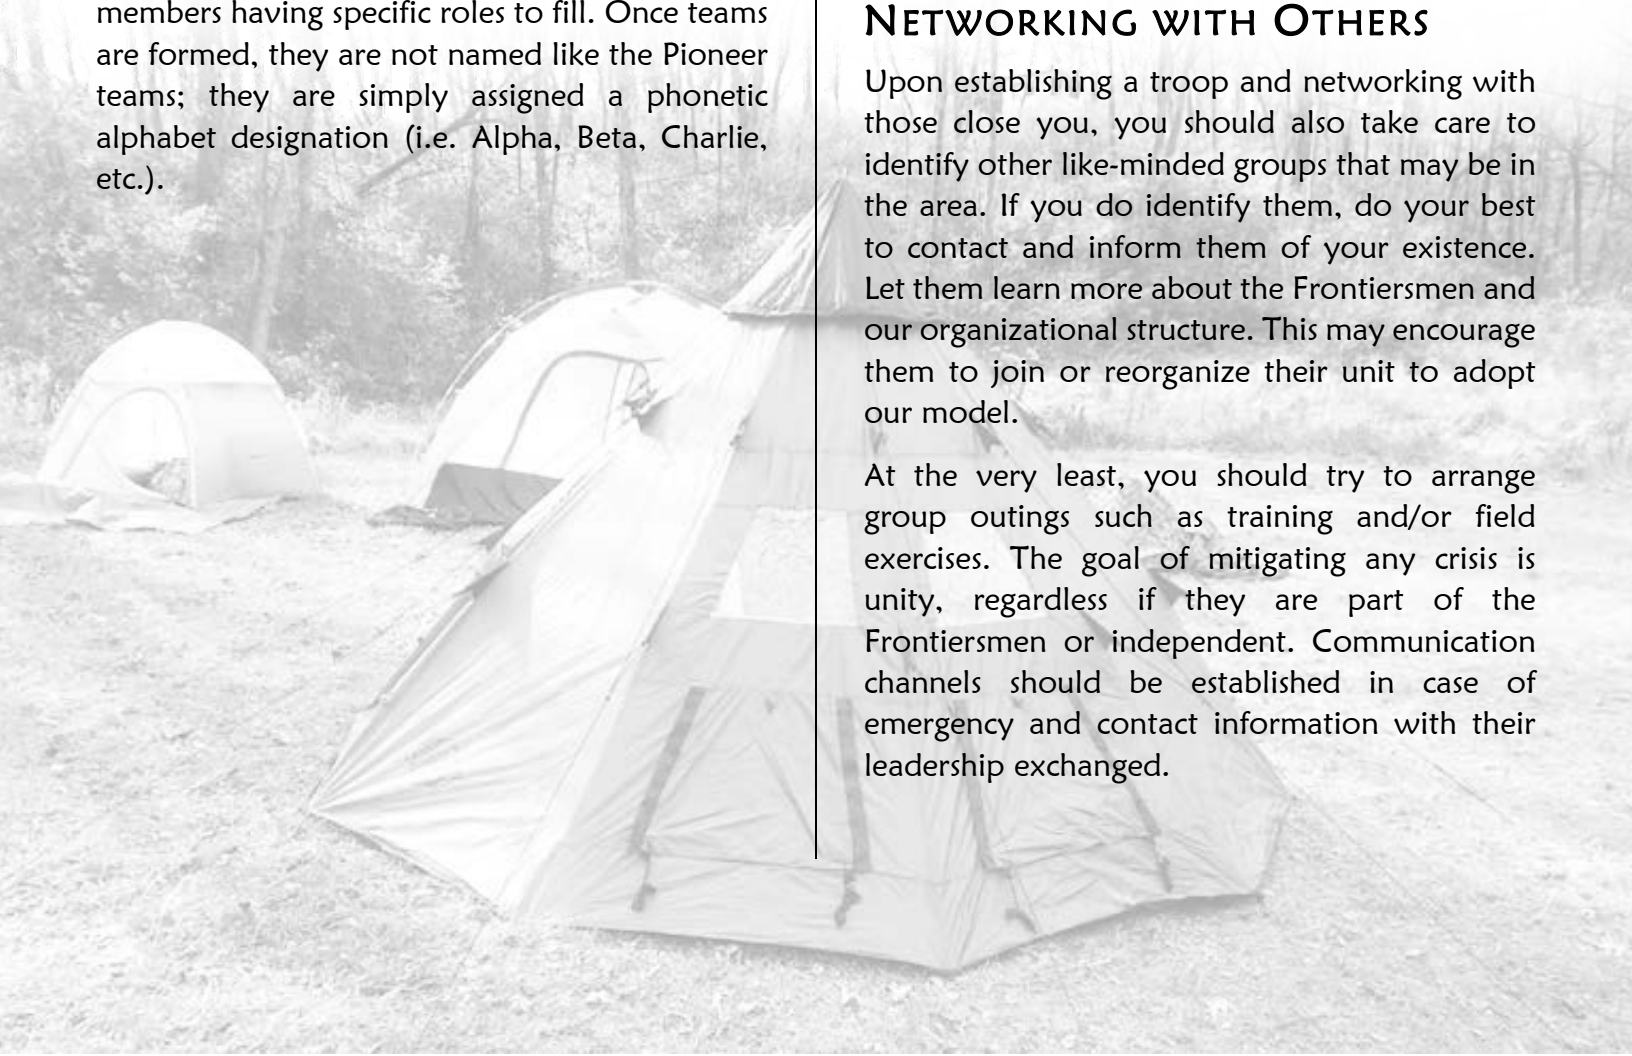 members having specific roles to fill. Once teams
are formed, they are not named like the Pioneer
teams; they are simply assigned a phonetic
alphabet designation (i.e. Alpha, Beta, Charlie,
etc.).
NETWORKING WITH OTHERS
Upon establishing a troop and networking with
those close you, you should also take care to
identify other like-minded groups that may be in
the area. If you do identify them, do your best
to contact and inform them of your existence.
Let them learn more about the Frontiersmen and
our organizational structure. This may encourage
them to join or reorganize their unit to adopt
our model.
At the very least, you should try to arrange
group outings such as training and/or field
exercises. The goal of mitigating any crisis is
unity, regardless if they are part of the
Frontiersmen or independent. Communication
channels should be established in case of
emergency and contact information with their
leadership exchanged.